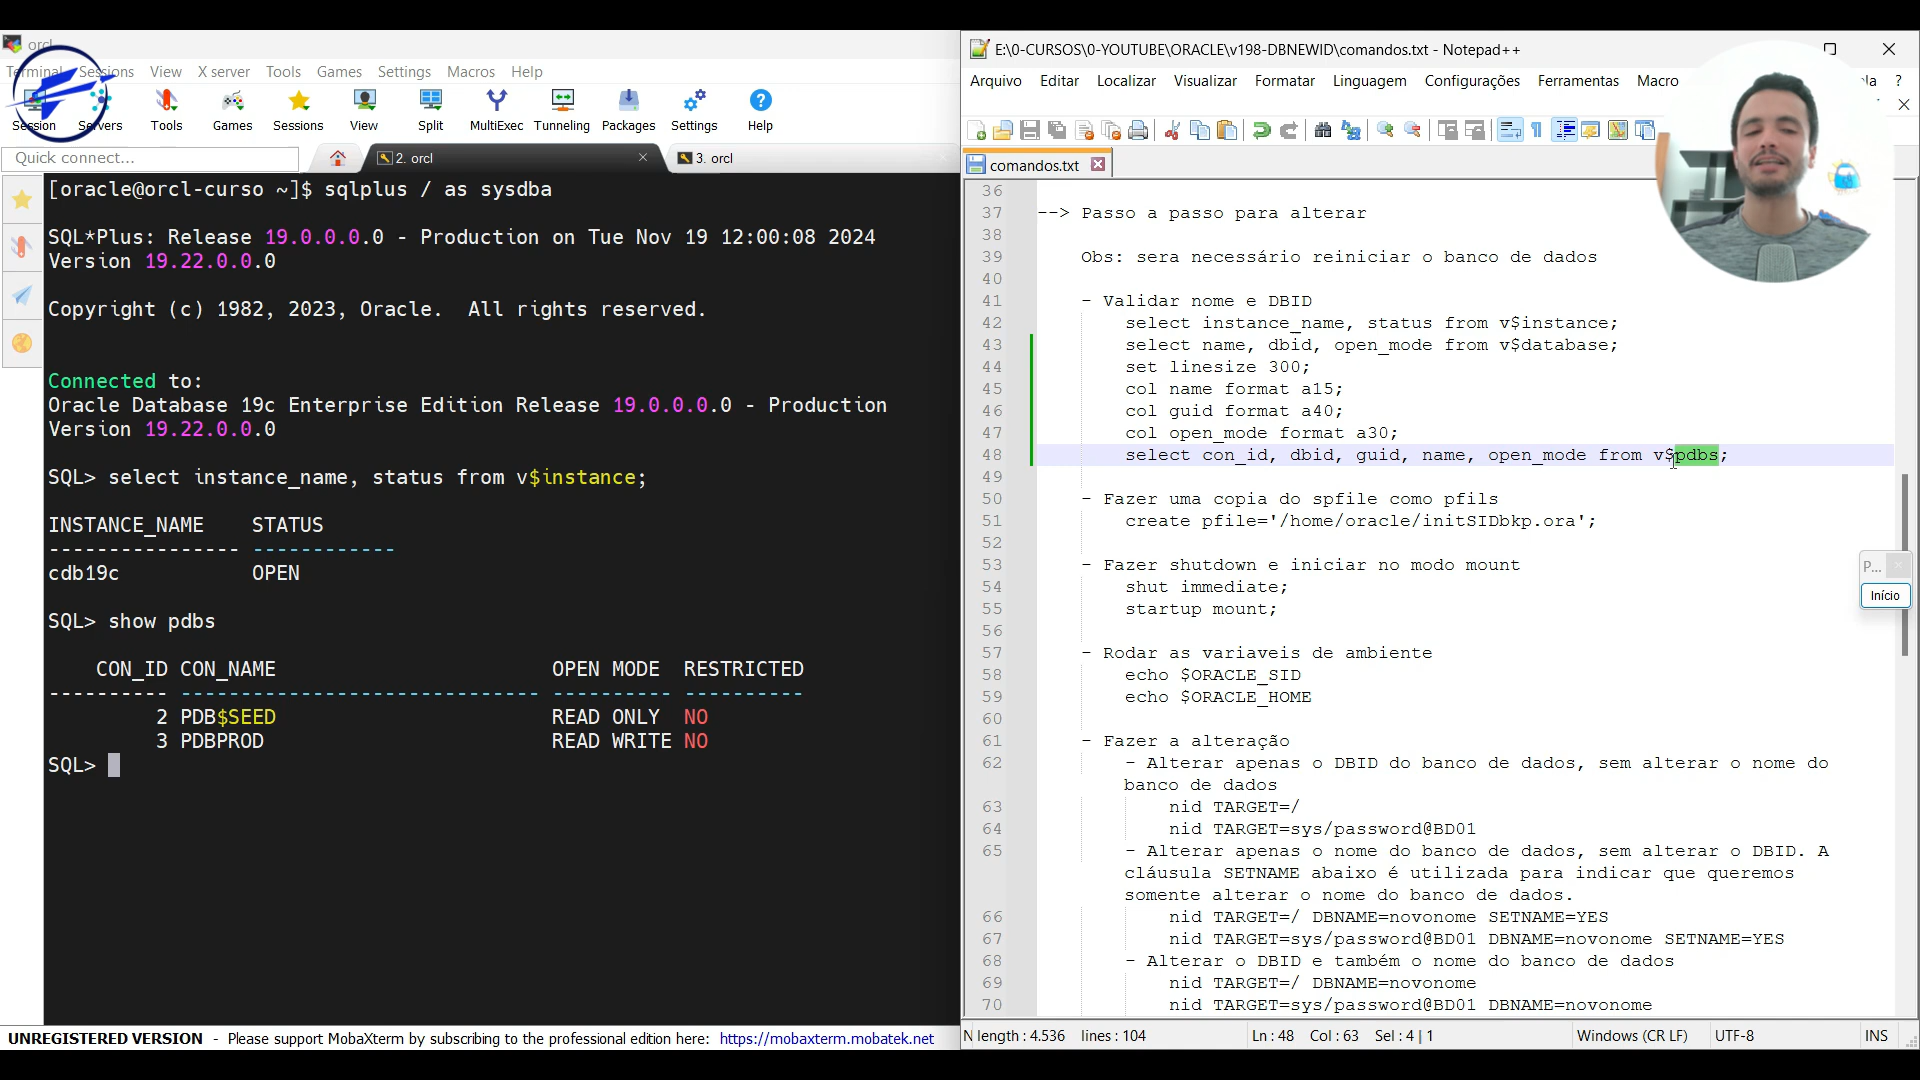 orcl
Terminal Sessions View X server Tools Games Settings Macros Help
Session Servers Tools Games Sessions View Split MultiExec Tunneling Packages Settings Help
Quick connect...
2. orcl
3. orcl
[oracle@orcl-curso ~]$ sqlplus / as sysdba
SQL*Plus: Release 19.0.0.0.0 - Production on Tue Nov 19 12:00:08 2024
Version 19.22.0.0.0
Copyright (c) 1982, 2023, Oracle. All rights reserved.
Connected to:
Oracle Database 19c Enterprise Edition Release 19.0.0.0.0 - Production
Version 19.22.0.0.0
SQL> select instance_name, status from v$instance;
INSTANCE_NAME STATUS
---------------- ------------
cdb19c OPEN
SQL> show pdbs
CON_ID CON_NAME OPEN MODE RESTRICTED
---------- ------------------------------ ---------- ----------
2 PDB$SEED READ ONLY NO
3 PDBPROD READ WRITE NO
SQL>
UNREGISTERED VERSION - Please support MobaXterm by subscribing to the professional edition here: https://mobaxterm.mobatek.net
E:\0-CURSOS\0-YOUTUBE\ORACLE\v198-DBNEWID\comandos.txt - Notepad++
Arquivo Editar Localizar Visualizar Formatar Linguagem Configurações Ferramentas Macro ?
comandos.txt
36
37 --> Passo a passo para alterar
38
39 Obs: sera necessário reiniciar o banco de dados
40
41 - Validar nome e DBID
42 select instance_name, status from v$instance;
43 select name, dbid, open_mode from v$database;
44 set linesize 300;
45 col name format a15;
46 col guid format a40;
47 col open_mode format a30;
48 select con_id, dbid, guid, name, open_mode from v$pdbs;
49
50 - Fazer uma copia do spfile como pfils
51 create pfile='/home/oracle/initSIDbkp.ora';
52
53 - Fazer shutdown e iniciar no modo mount
54 shut immediate;
55 startup mount;
56
57 - Rodar as variaveis de ambiente
58 echo $ORACLE_SID
59 echo $ORACLE_HOME
60
61 - Fazer a alteração
62 - Alterar apenas o DBID do banco de dados, sem alterar o nome do
banco de dados
63 nid TARGET=/
64 nid TARGET=sys/password@BD01
65 - Alterar apenas o nome do banco de dados, sem alterar o DBID. A
cláusula SETNAME abaixo é utilizada para indicar que queremos
somente alterar o nome do banco de dados.
66 nid TARGET=/ DBNAME=novonome SETNAME=YES
67 nid TARGET=sys/password@BD01 DBNAME=novonome SETNAME=YES
68 - Alterar o DBID e também o nome do banco de dados
69 nid TARGET=/ DBNAME=novonome
70 nid TARGET=sys/password@BD01 DBNAME=novonome
P...
Início
N length : 4.536 lines : 104 Ln : 48 Col : 63 Sel : 4 | 1 Windows (CR LF) UTF-8 INS